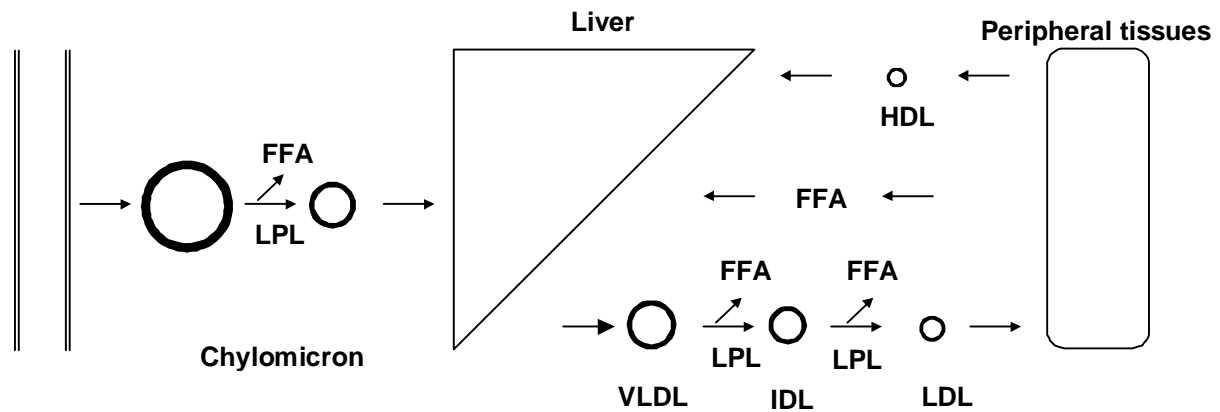 Liver
Peripheral tissues
HDL
FFA
LPL
FFA
FFA
FFA
LPL
LPL
Chylomicron
VLDL
IDL
LDL